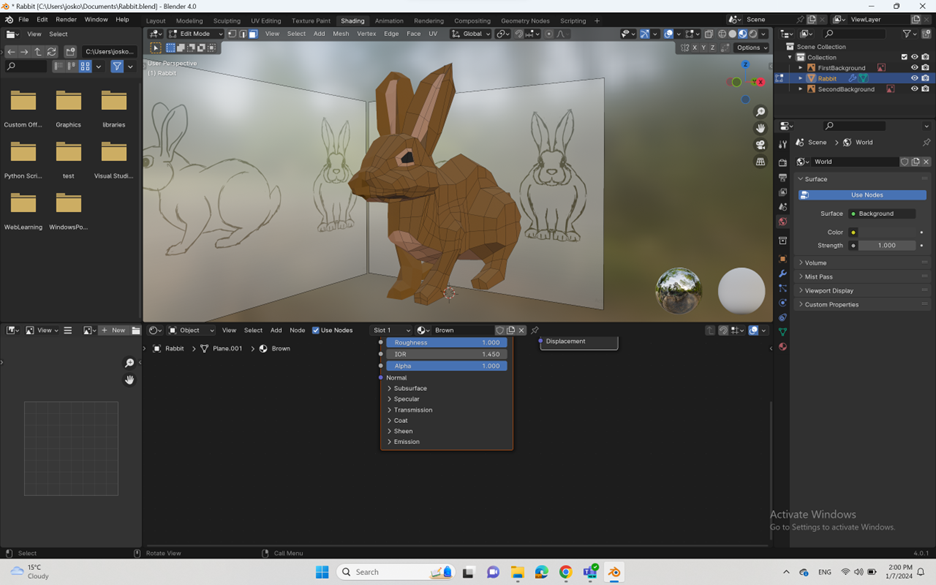 * Rabbit [C:\Users\josko\Documents\Rabbit.blend] - Blender 4.0
File Edit Render Window Help Layout Modeling Sculpting UV Editing Texture Paint Shading Animation Rendering Compositing Geometry Nodes Scripting + Scene ViewLayer
View Select Edit Mode View Select Add Mesh Vertex Edge Face UV Global
C:\Users\josko... X Y Z Options
Custom Off... Graphics libraries
Python Scri... test Visual Studi...
WebLearning WindowsPo...
User Perspective
(1) Rabbit
Y X
Scene Collection
Collection
FirstBackground
Rabbit
SecondBackground
Scene World
World
Surface
Use Nodes
Surface Background
Color
Strength 1.000
Volume
Mist Pass
Viewport Display
Custom Properties
View New Object View Select Add Node Use Nodes Slot 1 Brown
Rabbit Plane.001 Brown
Roughness 1.000
IOR 1.450
Alpha 1.000
Normal
Subsurface
Specular
Transmission
Coat
Sheen
Emission
Displacement
Activate Windows
Go to Settings to activate Windows.
Select Rotate View Call Menu 4.0.1
15°C
Cloudy
Search
ENG
2:00 PM
1/7/2024